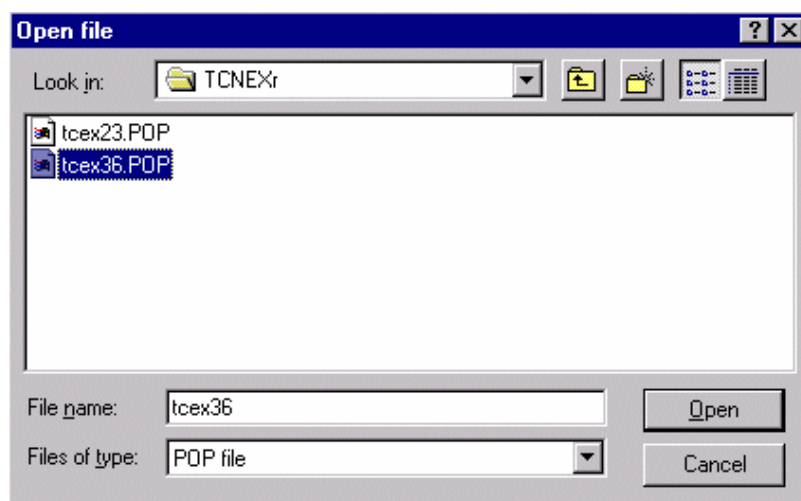 Open file
Look in: TCNEXr
tcex23.POP
tcex36.POP
File name: tcex36 Open
Files of type: POP file Cancel